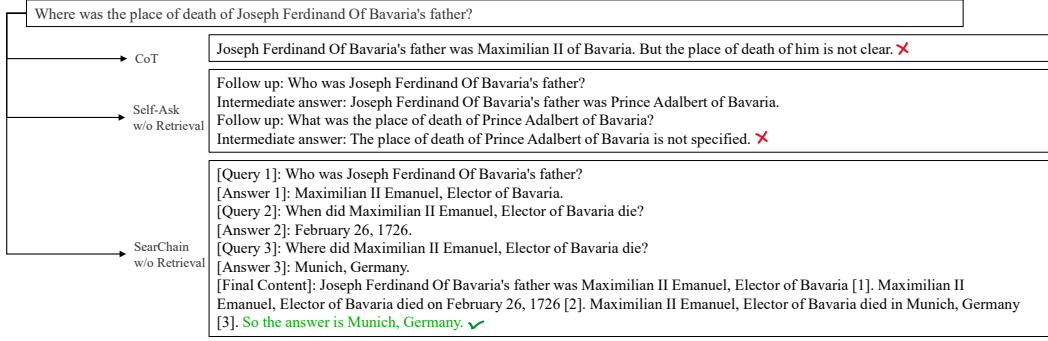 Where was the place of death of Joseph Ferdinand Of Bavaria's father?
CoT
Joseph Ferdinand Of Bavaria's father was Maximilian II of Bavaria. But the place of death of him is not clear.
Self-Ask
w/o Retrieval
Follow up: Who was Joseph Ferdinand Of Bavaria's father?
Intermediate answer: Joseph Ferdinand Of Bavaria's father was Prince Adalbert of Bavaria.
Follow up: What was the place of death of Prince Adalbert of Bavaria?
Intermediate answer: The place of death of Prince Adalbert of Bavaria is not specified.
SearChain
w/o Retrieval
[Query 1]: Who was Joseph Ferdinand Of Bavaria's father?
[Answer 1]: Maximilian II Emanuel, Elector of Bavaria.
[Query 2]: When did Maximilian II Emanuel, Elector of Bavaria die?
[Answer 2]: February 26, 1726.
[Query 3]: Where did Maximilian II Emanuel, Elector of Bavaria die?
[Answer 3]: Munich, Germany.
[Final Content]: Joseph Ferdinand Of Bavaria's father was Maximilian II Emanuel, Elector of Bavaria [1]. Maximilian II
Emanuel, Elector of Bavaria died on February 26, 1726 [2]. Maximilian II Emanuel, Elector of Bavaria died in Munich, Germany
[3]. So the answer is Munich, Germany.